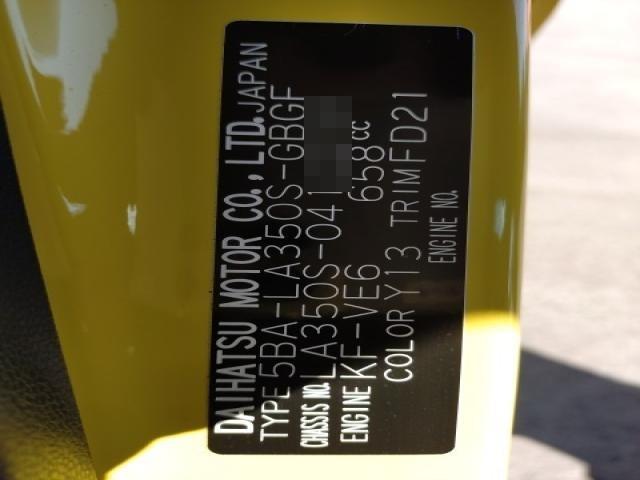 DAIHATSU MOTOR CO., LTD. JAPAN
TYPE 5BA-LA350S-GBGF
CHASSIS NO. LA350S-041
ENGINE KF-VE6 658cc
COLOR Y13 TRIM FD21
ENGINE NO.